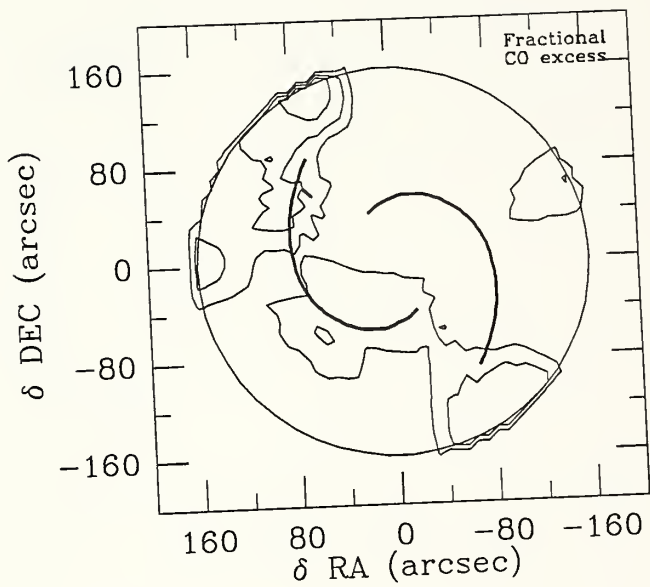 Fractional
CO excess
160
80
0
−80
−160
δ DEC (arcsec)
160 80 0 −80 −160
δ RA (arcsec)